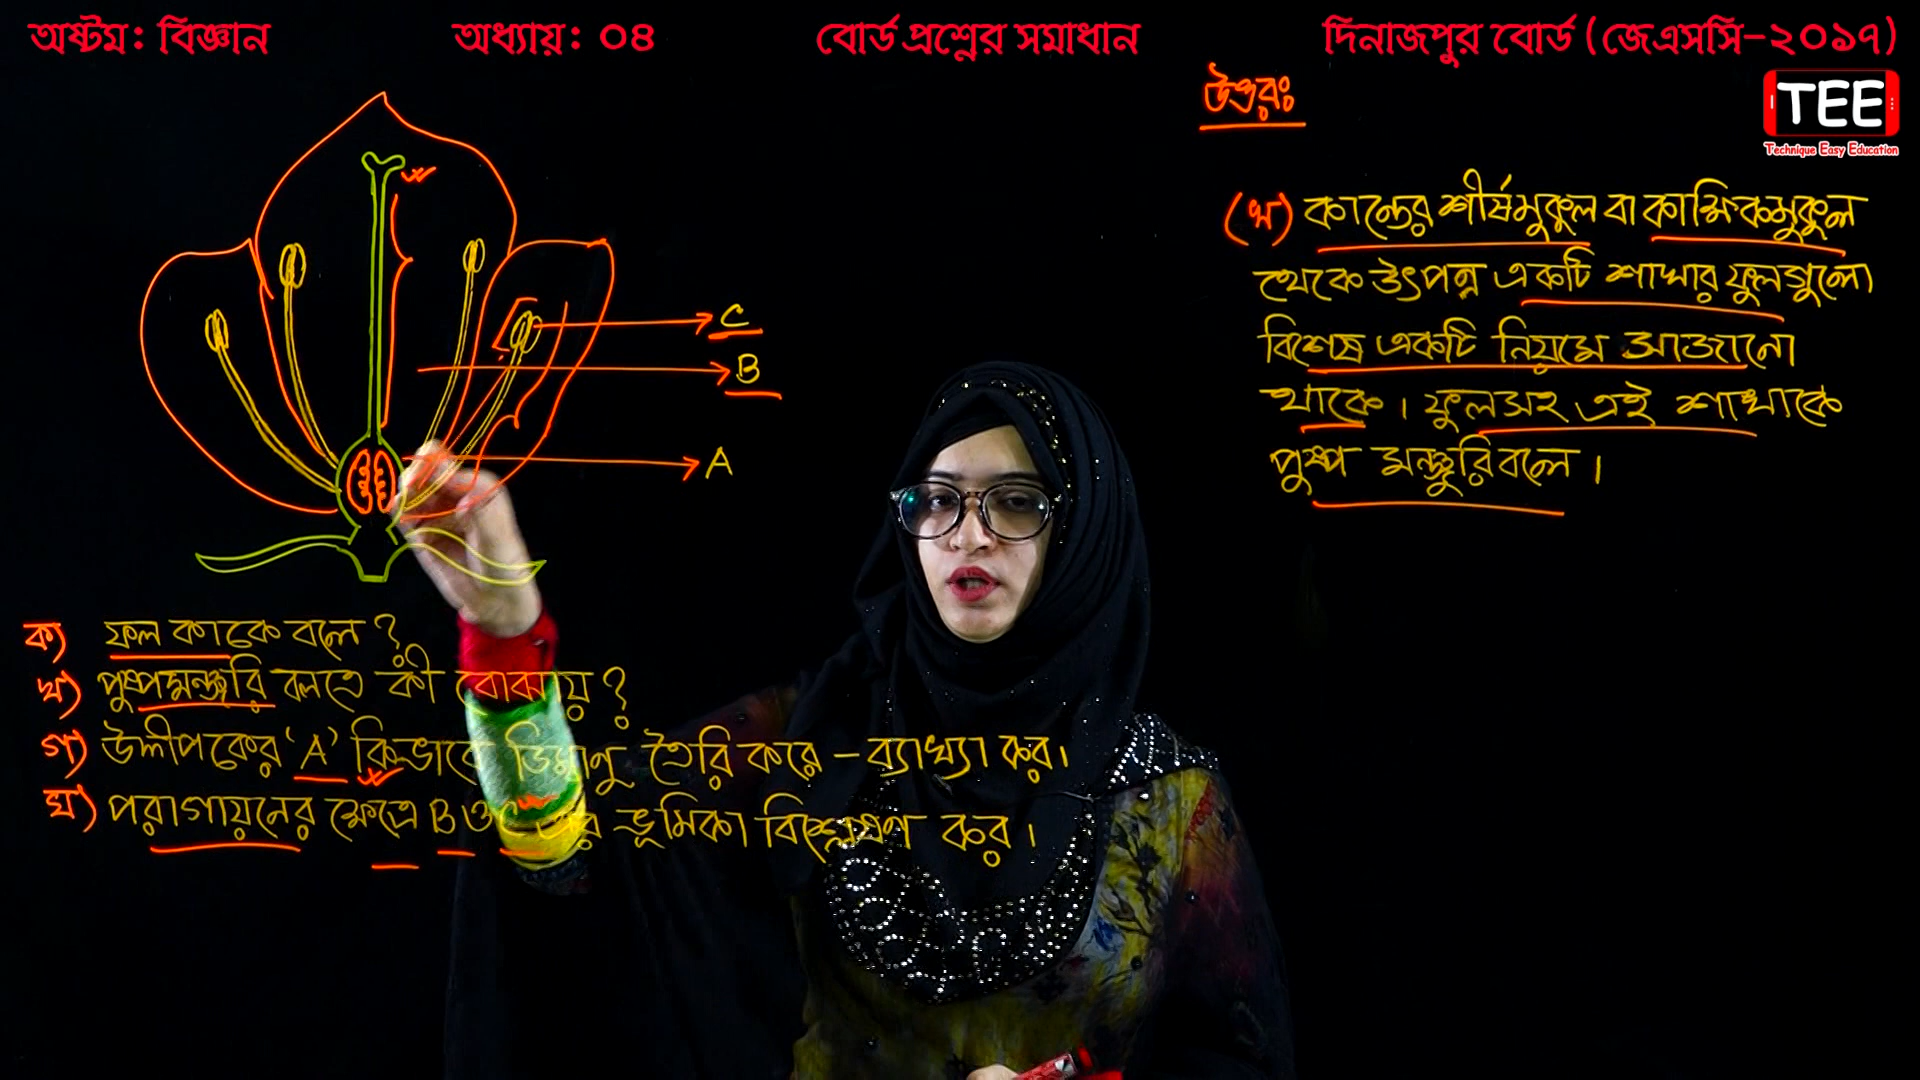 অষ্টম: বিজ্ঞান
অধ্যায়: ০৪
বোর্ড প্রশ্নের সমাধান
দিনাজপুর বোর্ড (জেএসসি-২০১৭)
TEE
Technique Easy Education
C
B
A
ক) ফল কাকে বলে ?
খ) পুষ্পমঞ্জরি বলতে কী বোঝায় ?
গ) উদ্দীপকের 'A' কিভাবে ডিম্বাণু তৈরি করে - ব্যাখ্যা কর।
ঘ) পরাগায়নের ক্ষেত্রে B ও C এর ভূমিকা বিশ্লেষণ কর।
উত্তরঃ
(খ) কান্ডের শীর্ষমুকুল বা কাক্ষিকমুকুল
থেকে উৎপন্ন একটি শাখার ফুলগুলো
বিশেষ একটি নিয়মে সাজানো
থাকে। ফুলসহ এই শাখাকে
পুষ্প মঞ্জুরি বলে।